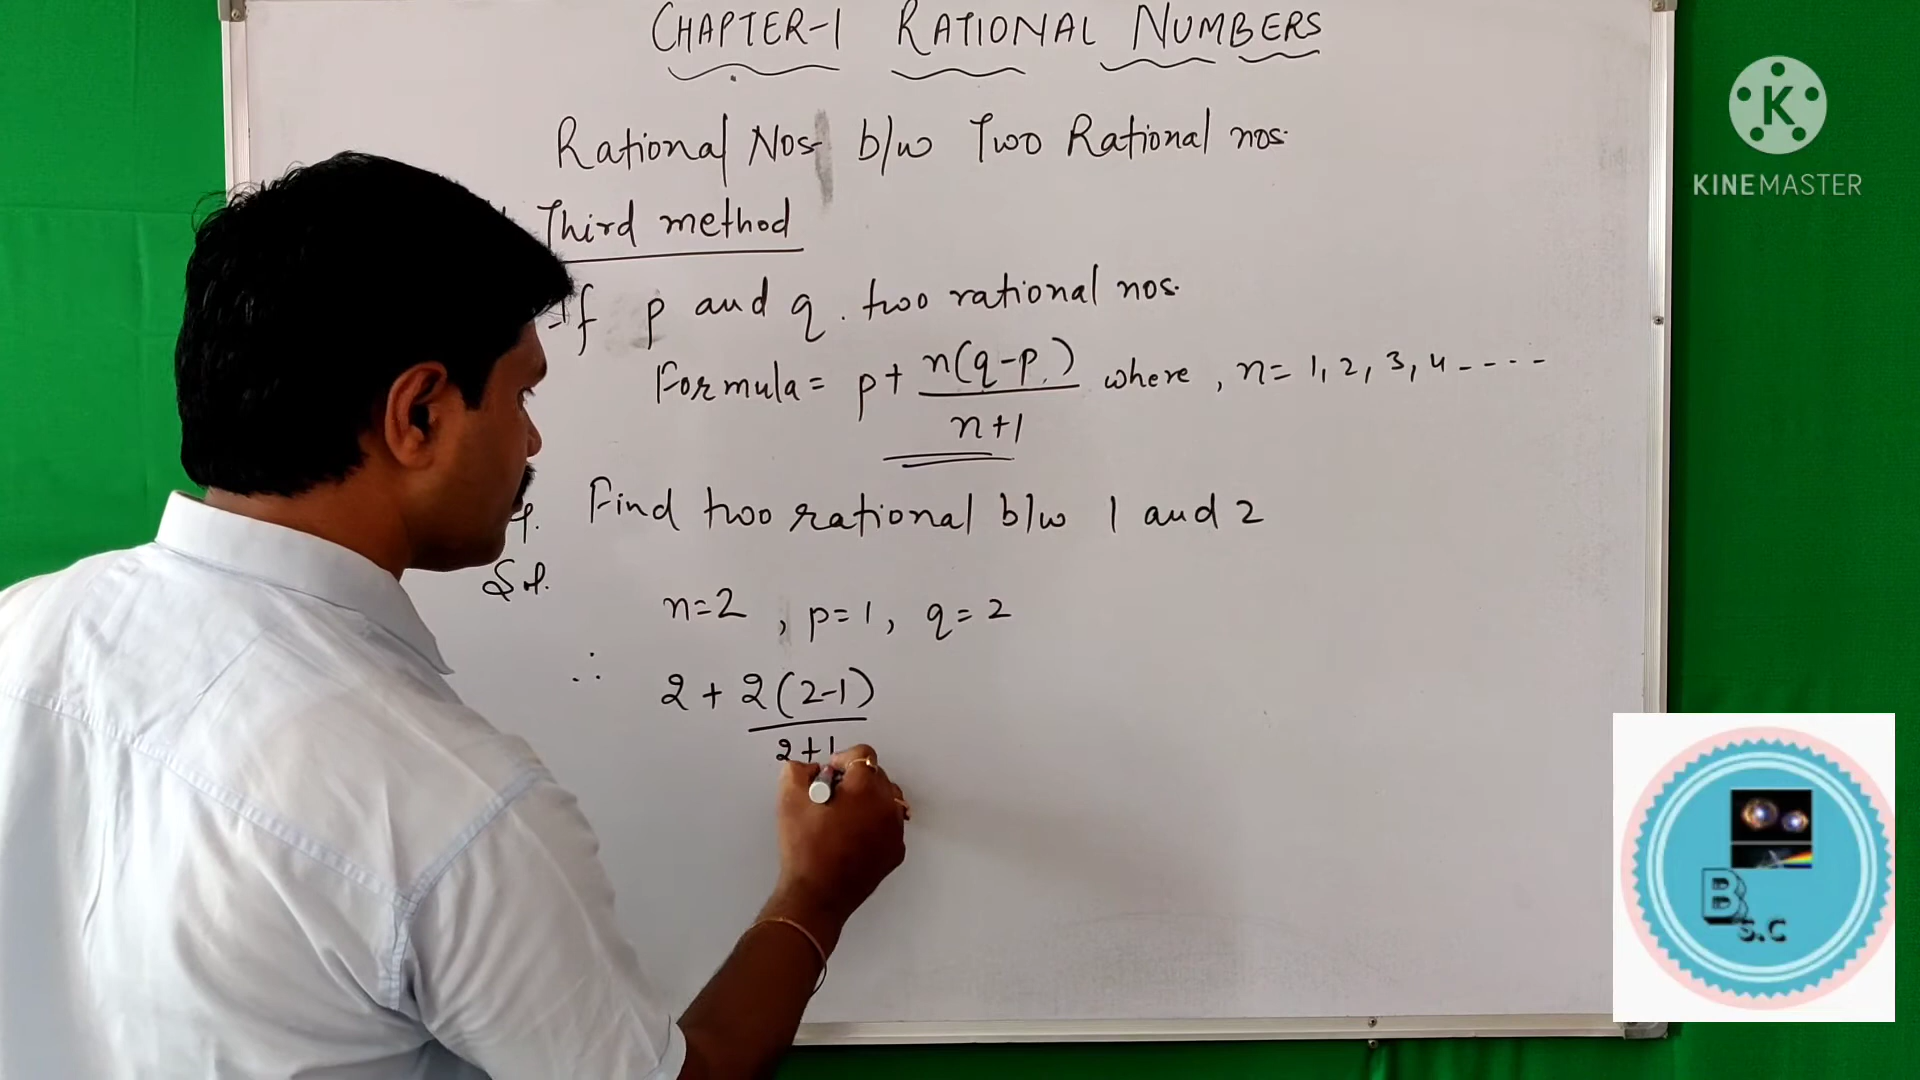 CHAPTER-1 RATIONAL NUMBERS
Rational Nos b/w Two Rational nos.
Third method
If p and q . two rational nos.
Formula = p + n(q-p) where, n = 1, 2, 3, 4 - - - -
n+1
Find two rational b/w 1 and 2
Sol.
n=2 , p=1, q=2
∴ 2 + 2(2-1)
2+1
K
KINEMASTER
B
S.C